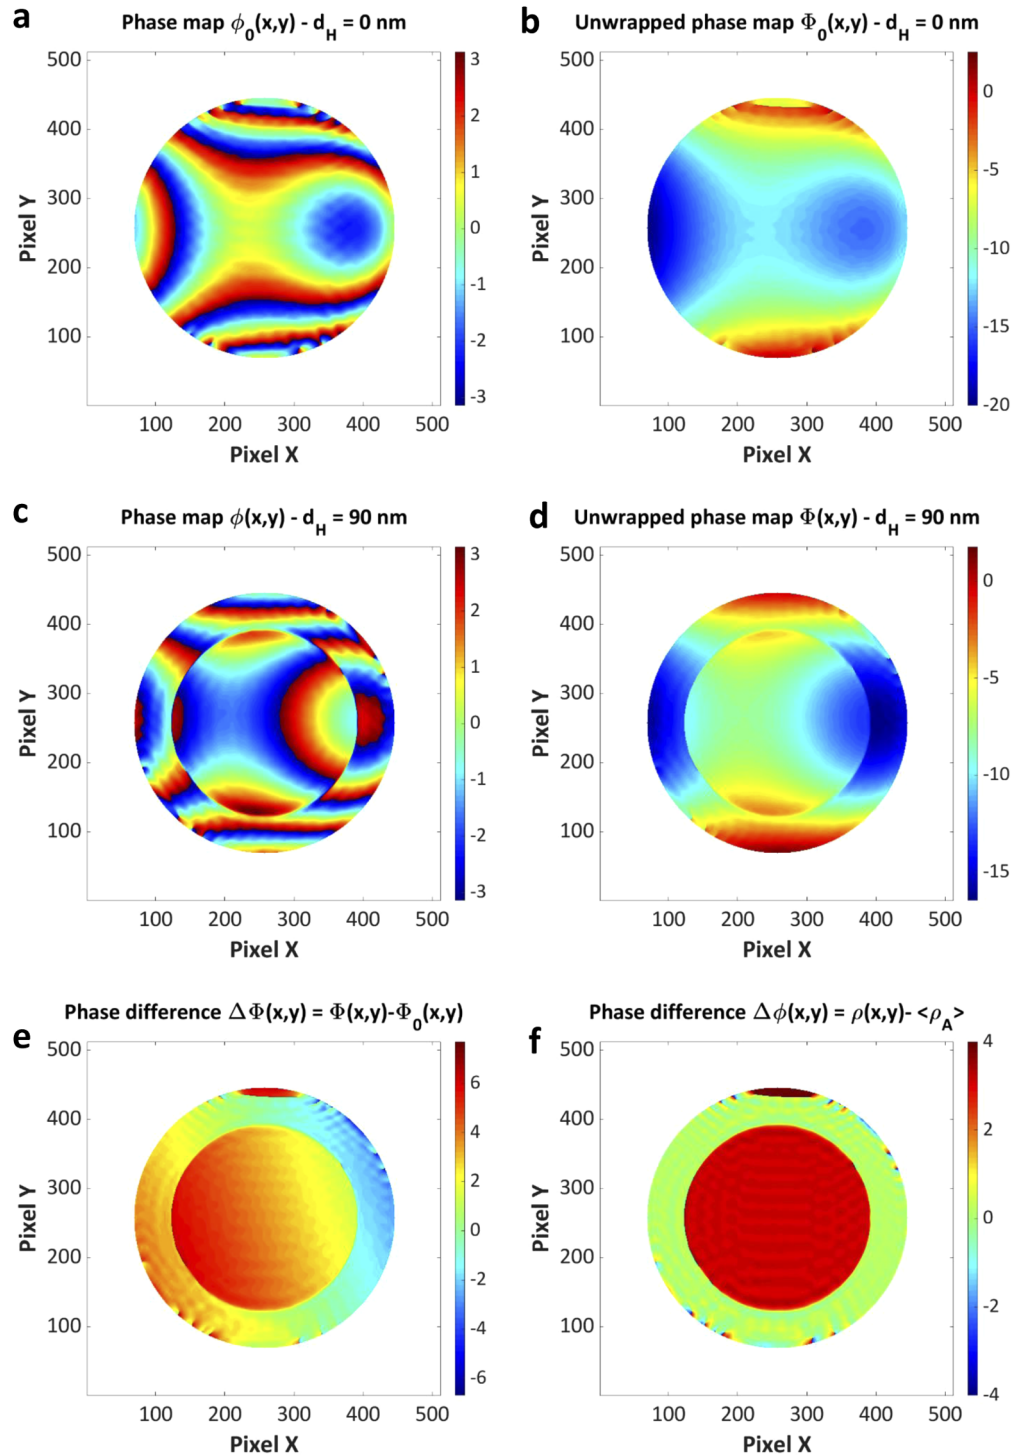 a
Phase map ϕ₀(x,y) - d_H = 0 nm
500
400
300
200
100
Pixel Y
100 200 300 400 500
Pixel X
3
2
1
0
-1
-2
-3
b
Unwrapped phase map Φ₀(x,y) - d_H = 0 nm
500
400
300
200
100
Pixel Y
100 200 300 400 500
Pixel X
0
-5
-10
-15
-20
c
Phase map ϕ(x,y) - d_H = 90 nm
500
400
300
200
100
Pixel Y
100 200 300 400 500
Pixel X
3
2
1
0
-1
-2
-3
d
Unwrapped phase map Φ(x,y) - d_H = 90 nm
500
400
300
200
100
Pixel Y
100 200 300 400 500
Pixel X
0
-5
-10
-15
e
Phase difference ΔΦ(x,y) = Φ(x,y)-Φ₀(x,y)
500
400
300
200
100
Pixel Y
100 200 300 400 500
Pixel X
6
4
2
0
-2
-4
-6
f
Phase difference Δϕ(x,y) = ρ(x,y)- <ρ_A>
500
400
300
200
100
Pixel Y
100 200 300 400 500
Pixel X
4
2
0
-2
-4